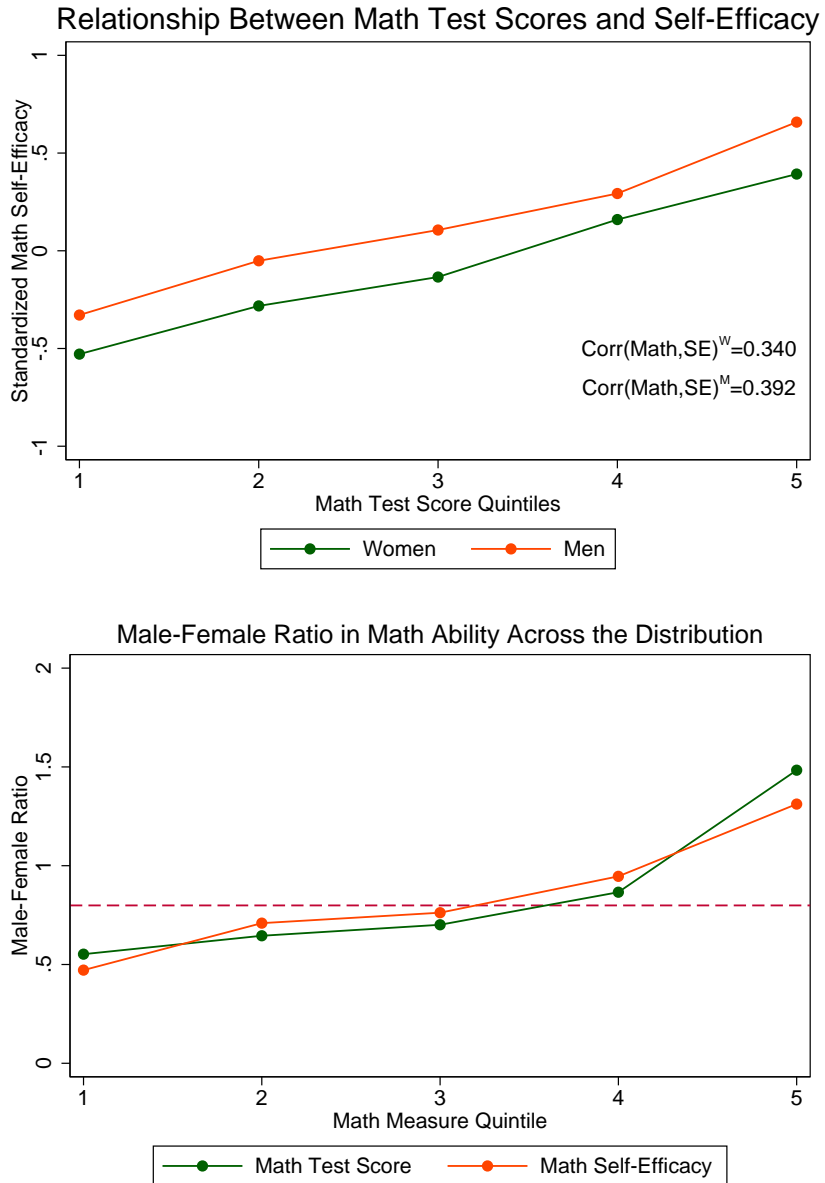 Relationship Between Math Test Scores and Self-Efficacy
Standardized Math Self-Efficacy
1
.5
0
-.5
-1
Corr(Math,SE)ᵂ=0.340
Corr(Math,SE)ᴹ=0.392
1 2 3 4 5
Math Test Score Quintiles
Women Men
Male-Female Ratio in Math Ability Across the Distribution
Male-Female Ratio
2
1.5
1
.5
0
1 2 3 4 5
Math Measure Quintile
Math Test Score Math Self-Efficacy